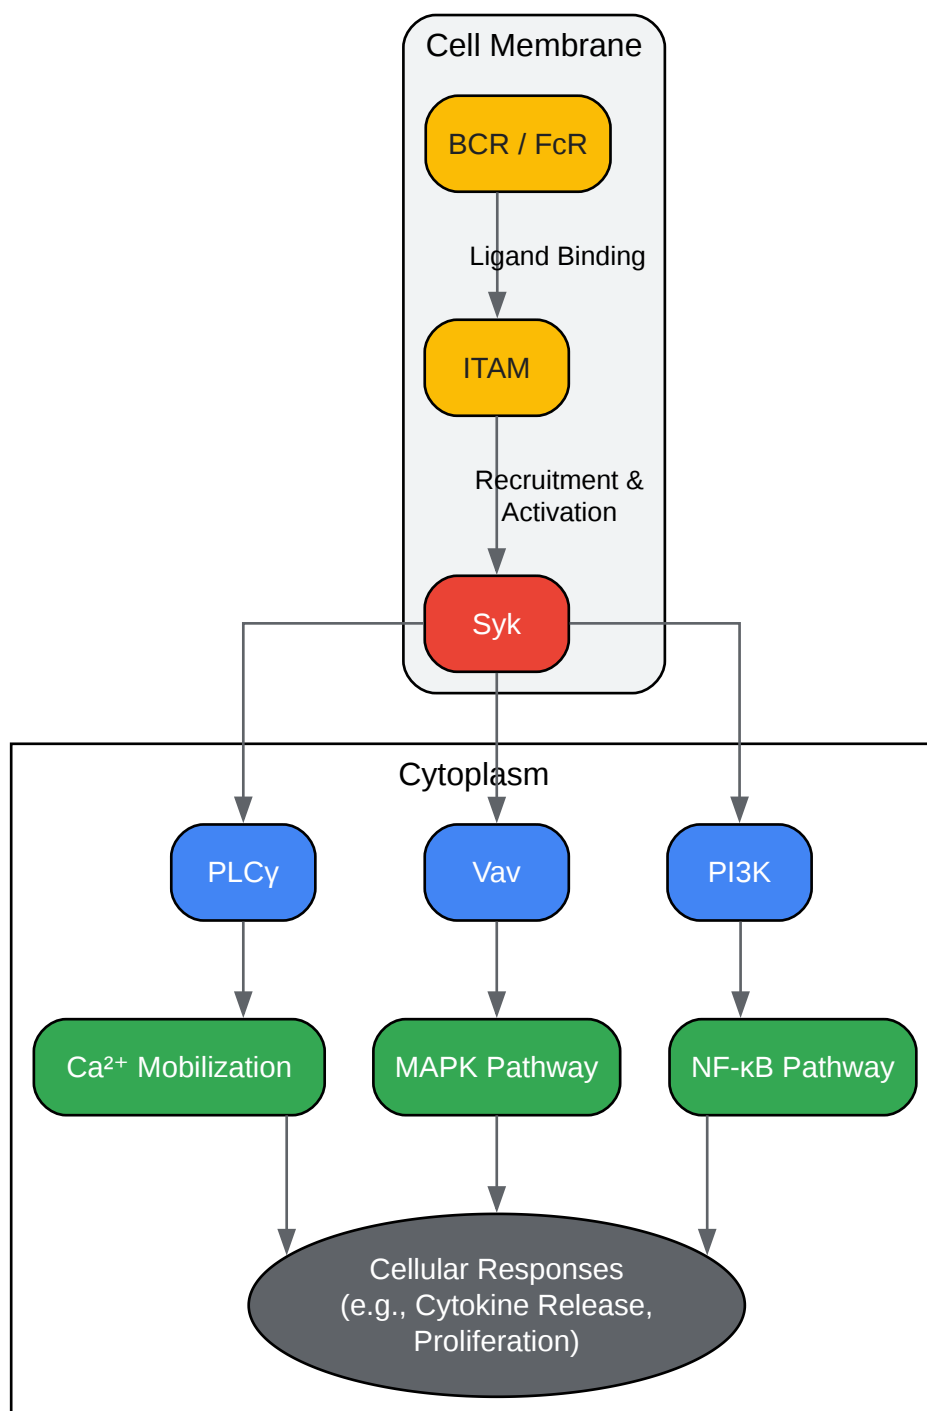 Cell Membrane
BCR / FcR
Ligand Binding
ITAM
Recruitment &
Activation
Syk
Cytoplasm
PLCγ
Vav
PI3K
Ca²⁺ Mobilization
MAPK Pathway
NF-κB Pathway
Cellular Responses
(e.g., Cytokine Release,
Proliferation)